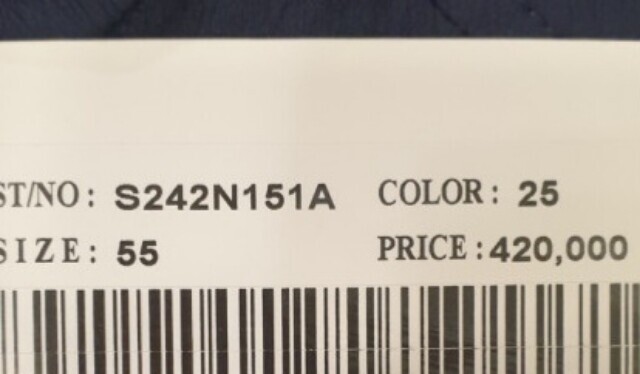 ST/NO: S242N151A COLOR: 25
SIZE: 55 PRICE: 420,000